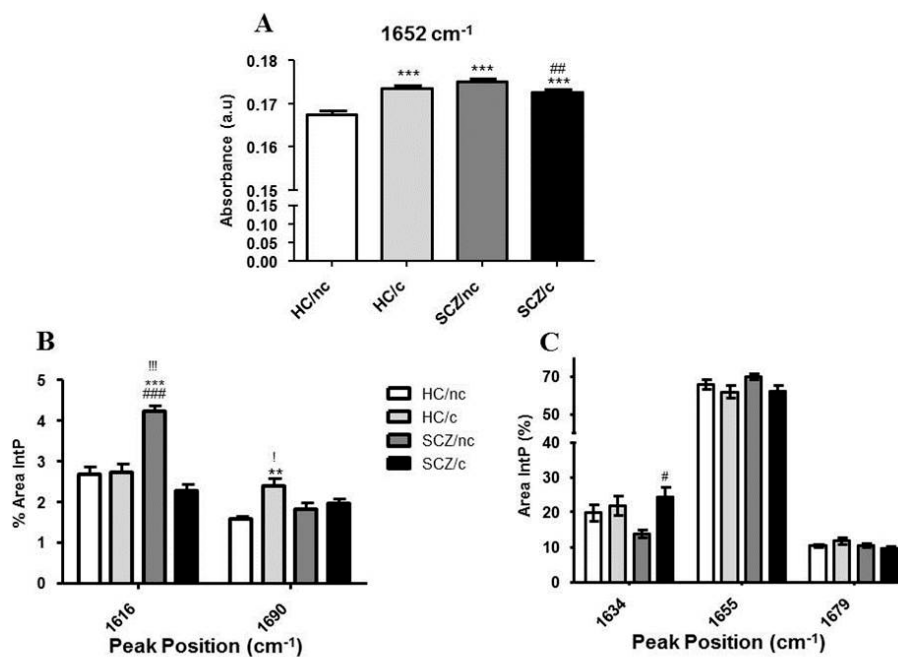 A
1652 cm-1
Absorbance (a.u)
0.18
0.17
0.16
0.15
0.15
0.10
0.05
0.00
***
***
##
***
HC/nc
HC/c
SCZ/nc
SCZ/c
B
% Area IntP
5
4
3
2
1
0
!!!
***
###
!
**
1616
1690
Peak Position (cm-1)
HC/nc
HC/c
SCZ/nc
SCZ/c
C
Area IntP (%)
70
50
40
30
20
10
0
#
1634
1655
1679
Peak Position (cm-1)